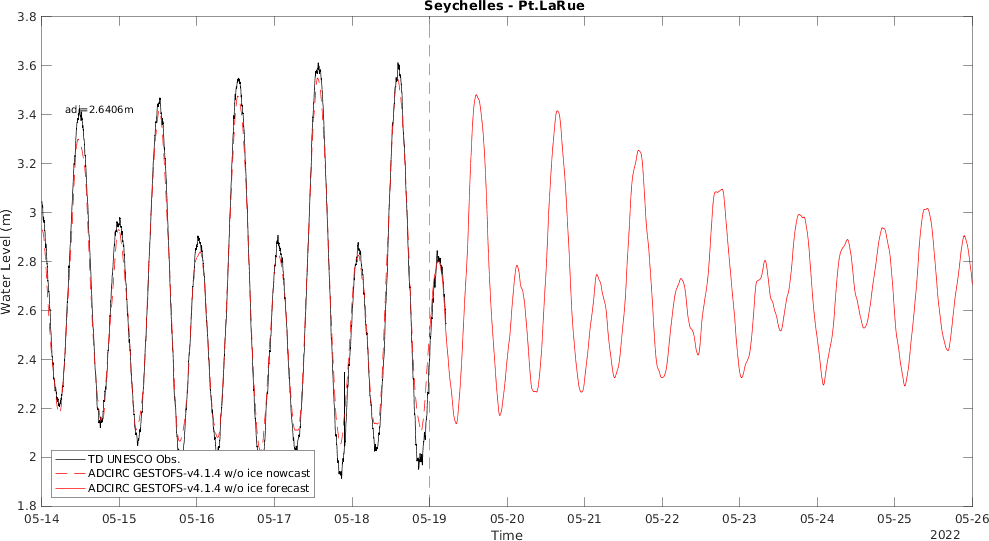 Seychelles - Pt.LaRue
3.8
3.6
3.4
3.2
3
2.8
2.6
2.4
2.2
2
1.8
Water Level (m)
adj=2.6406m
TD UNESCO Obs.
ADCIRC GESTOFS-v4.1.4 w/o ice nowcast
ADCIRC GESTOFS-v4.1.4 w/o ice forecast
05-14 05-15 05-16 05-17 05-18 05-19 05-20 05-21 05-22 05-23 05-24 05-25 05-26
Time
2022